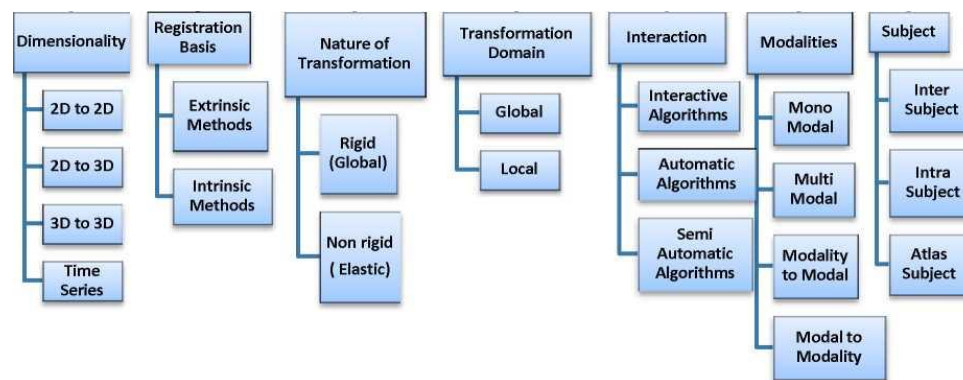 Dimensionality
2D to 2D
2D to 3D
3D to 3D
Time
Series
Registration
Basis
Extrinsic
Methods
Intrinsic
Methods
Nature of
Transformation
Rigid
(Global)
Non rigid
( Elastic)
Transformation
Domain
Global
Local
Interaction
Interactive
Algorithms
Automatic
Algorithms
Semi
Automatic
Algorithms
Modalities
Mono
Modal
Multi
Modal
Modality
to Modal
Modal to
Modality
Subject
Inter
Subject
Intra
Subject
Atlas
Subject